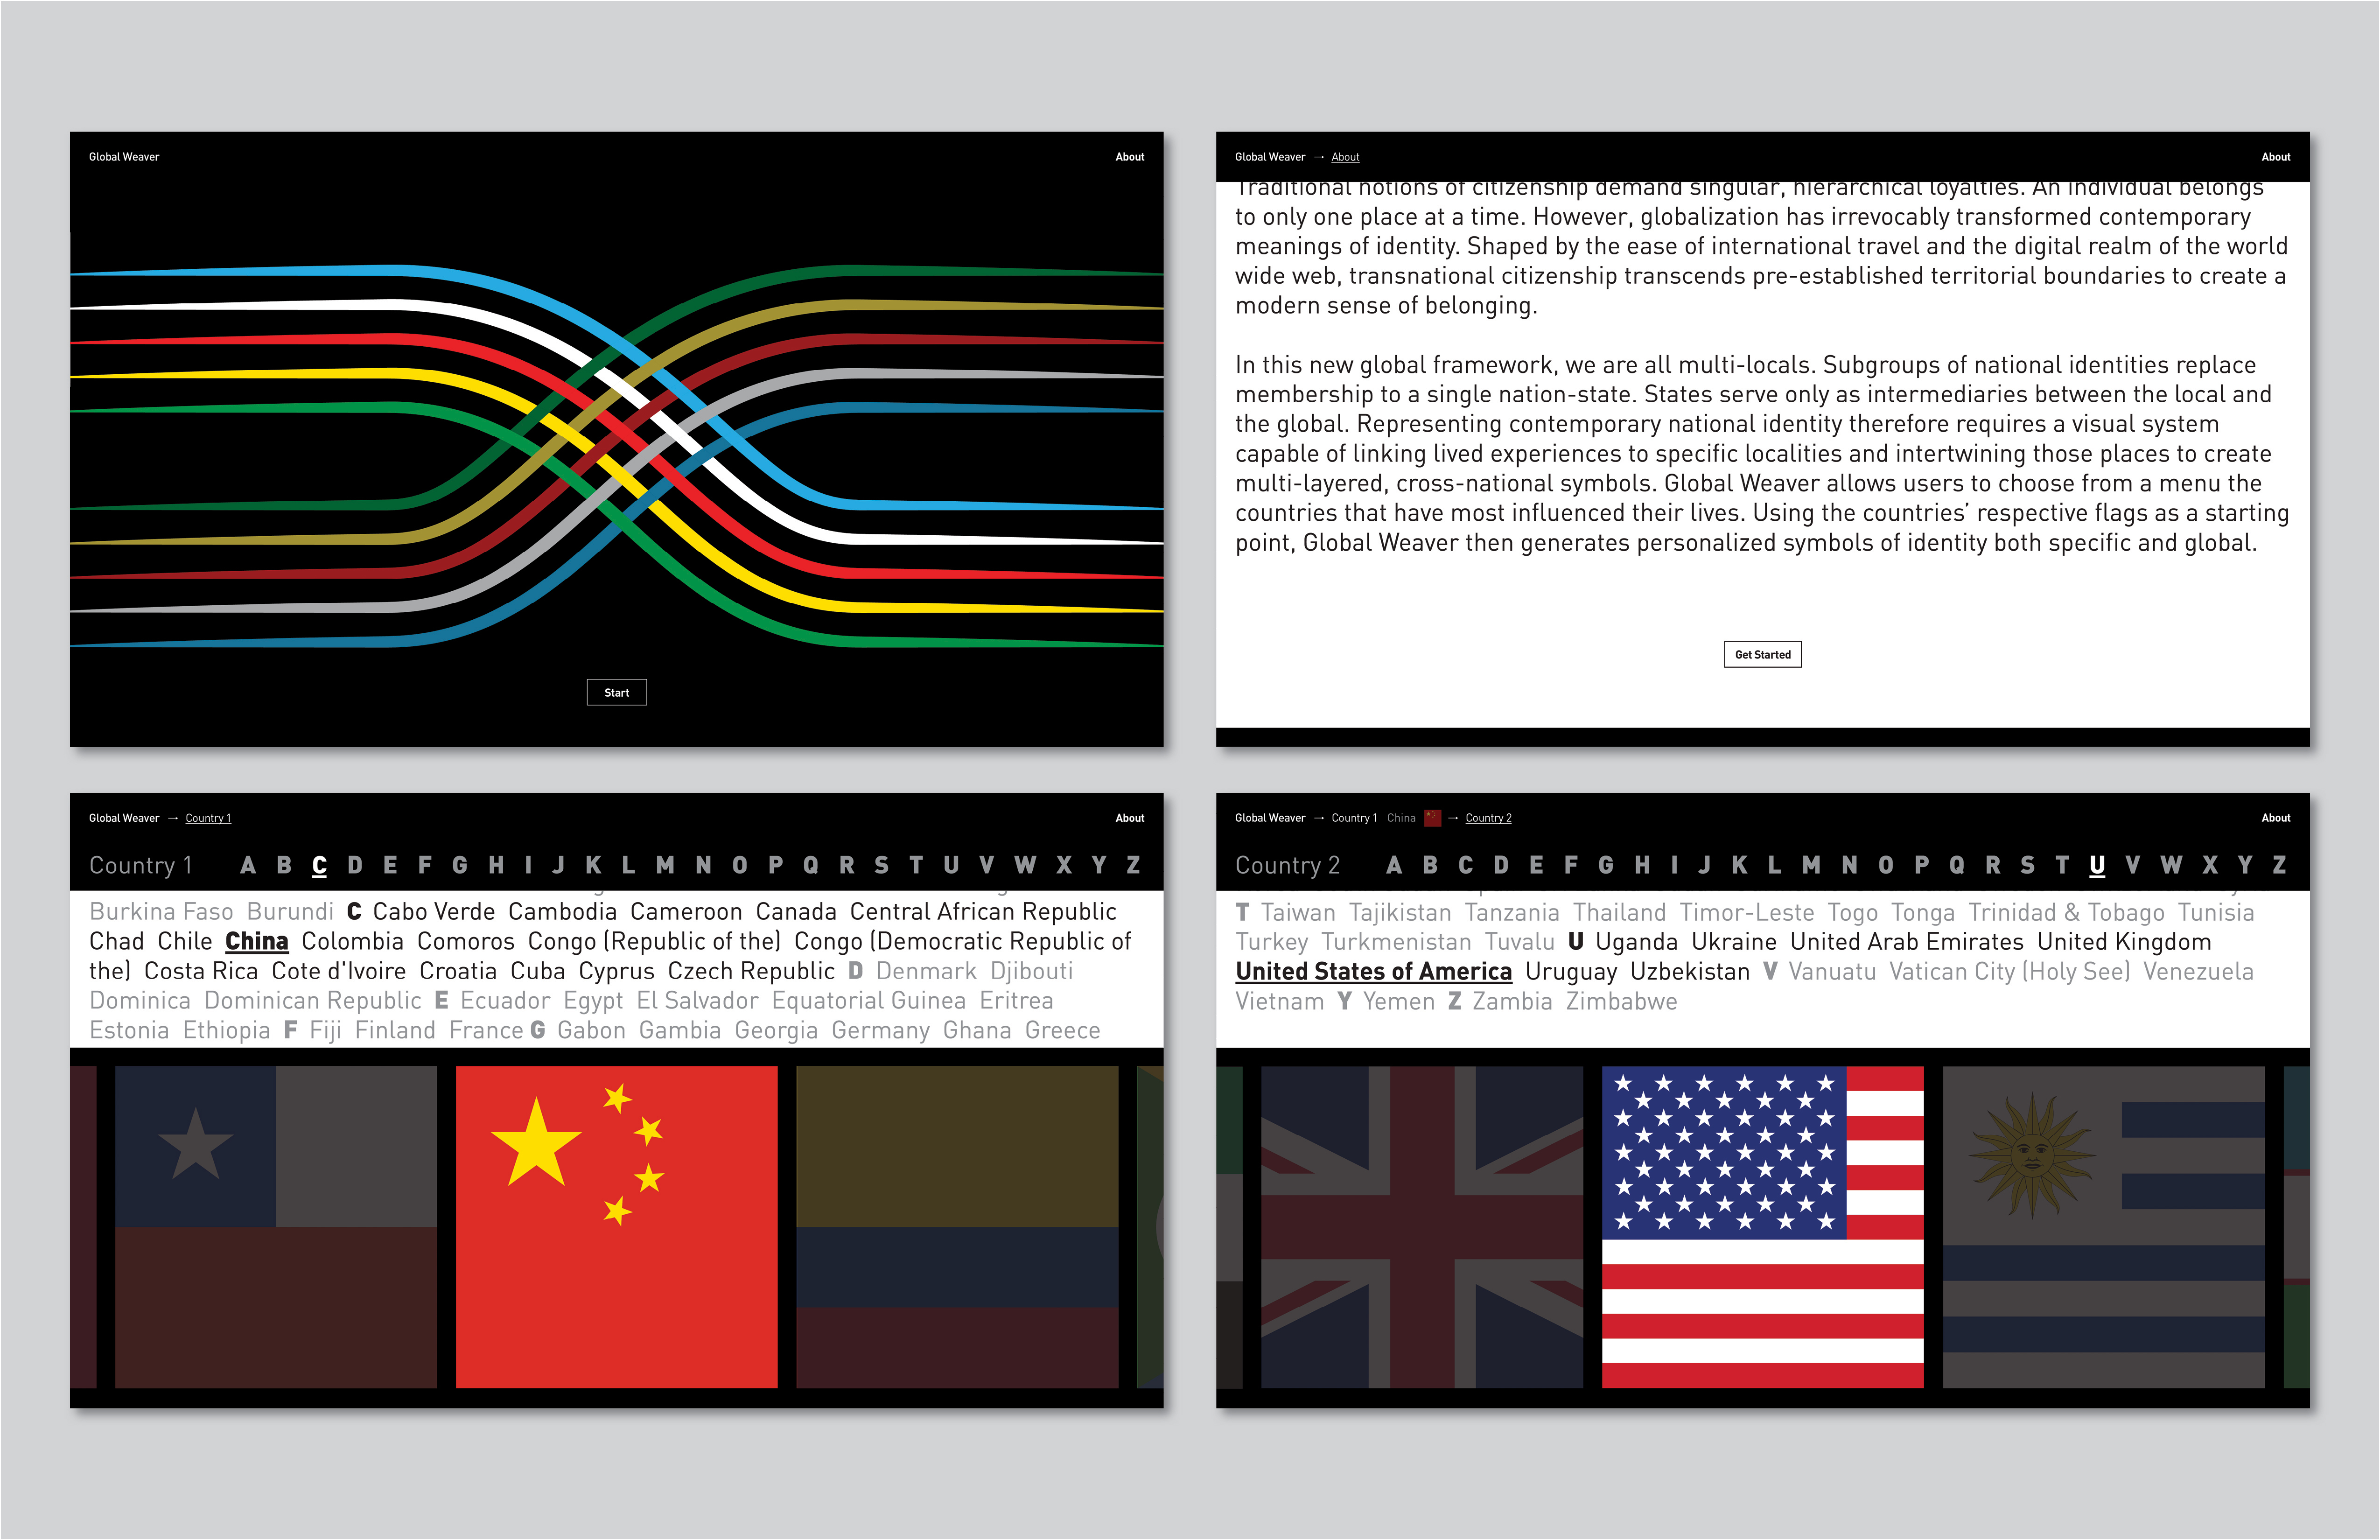 Global Weaver About
Start
Global Weaver → About About
Traditional notions of citizenship demand singular, hierarchical loyalties. An individual belongs
to only one place at a time. However, globalization has irrevocably transformed contemporary
meanings of identity. Shaped by the ease of international travel and the digital realm of the world
wide web, transnational citizenship transcends pre-established territorial boundaries to create a
modern sense of belonging.
In this new global framework, we are all multi-locals. Subgroups of national identities replace
membership to a single nation-state. States serve only as intermediaries between the local and
the global. Representing contemporary national identity therefore requires a visual system
capable of linking lived experiences to specific localities and intertwining those places to create
multi-layered, cross-national symbols. Global Weaver allows users to choose from a menu the
countries that have most influenced their lives. Using the countries’ respective flags as a starting
point, Global Weaver then generates personalized symbols of identity both specific and global.
Get Started
Global Weaver → Country 1 About
Country 1 A B C D E F G H I J K L M N O P Q R S T U V W X Y Z
Burkina Faso Burundi C Cabo Verde Cambodia Cameroon Canada Central African Republic
Chad Chile China Colombia Comoros Congo (Republic of the) Congo (Democratic Republic of
the) Costa Rica Cote d'Ivoire Croatia Cuba Cyprus Czech Republic D Denmark Djibouti
Dominica Dominican Republic E Ecuador Egypt El Salvador Equatorial Guinea Eritrea
Estonia Ethiopia F Fiji Finland France G Gabon Gambia Georgia Germany Ghana Greece
Global Weaver → Country 1 China → Country 2 About
Country 2 A B C D E F G H I J K L M N O P Q R S T U V W X Y Z
T Taiwan Tajikistan Tanzania Thailand Timor-Leste Togo Tonga Trinidad & Tobago Tunisia
Turkey Turkmenistan Tuvalu U Uganda Ukraine United Arab Emirates United Kingdom
United States of America Uruguay Uzbekistan V Vanuatu Vatican City (Holy See) Venezuela
Vietnam Y Yemen Z Zambia Zimbabwe